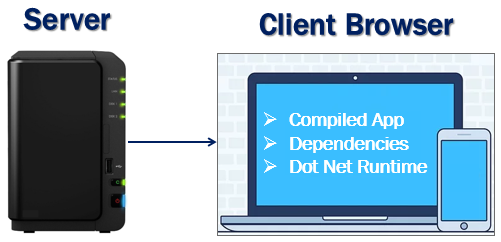 Server
Client Browser
➢ Compiled App
➢ Dependencies
➢ Dot Net Runtime